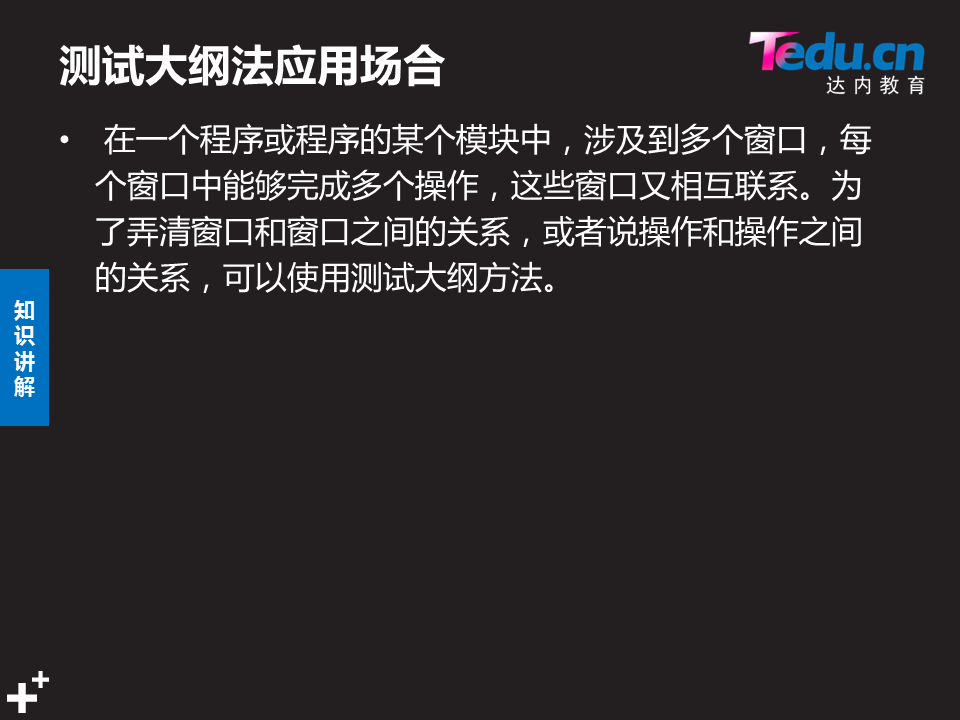 测试大纲法应用场合
Tedu.cn
达内教育
• 在一个程序或程序的某个模块中，涉及到多个窗口，每
个窗口中能够完成多个操作，这些窗口又相互联系。为
了弄清窗口和窗口之间的关系，或者说操作和操作之间
的关系，可以使用测试大纲方法。
知
识
讲
解